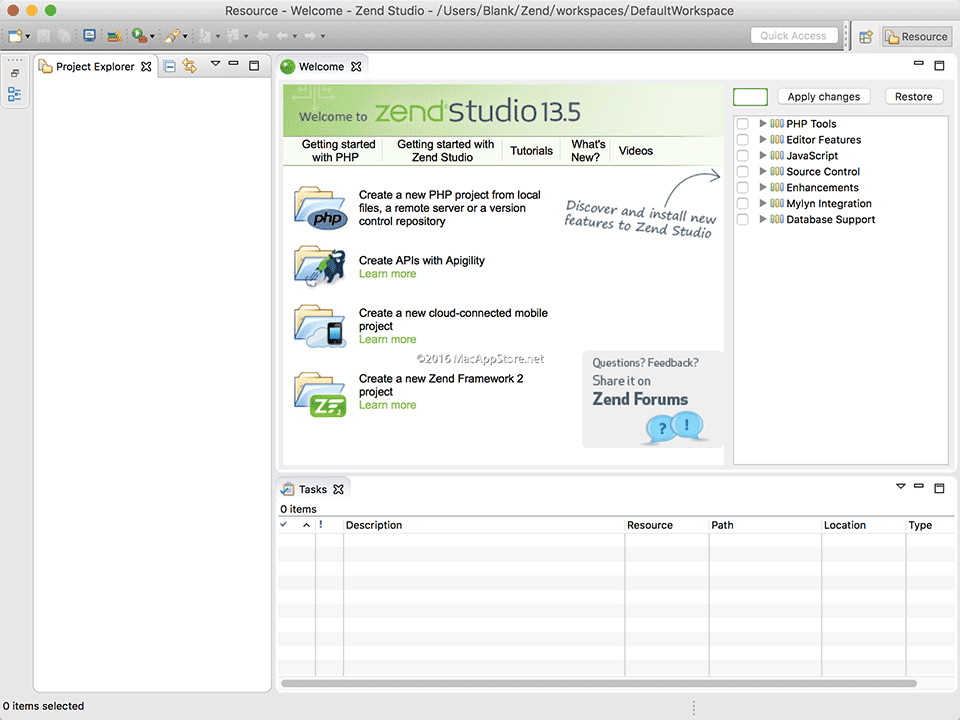 Resource - Welcome - Zend Studio - /Users/Blank/Zend/workspaces/DefaultWorkspace
Quick Access
Resource
Project Explorer
Welcome
Welcome to zend Studio 13.5
Getting started
with PHP
Getting started with
Zend Studio
Tutorials
What's
New?
Videos
Create a new PHP project from local
files, a remote server or a version
control repository
php
Discover and install new
features to Zend Studio
Create APIs with Apigility
Learn more
Create a new cloud-connected mobile
project
Learn more
©2016 MacAppStore.net
Create a new Zend Framework 2
project
Learn more
ZF2
Questions? Feedback?
Share it on
Zend Forums
? !
Apply changes
Restore
PHP Tools
Editor Features
JavaScript
Source Control
Enhancements
Mylyn Integration
Database Support
Tasks
0 items
! Description Resource Path Location Type
0 items selected